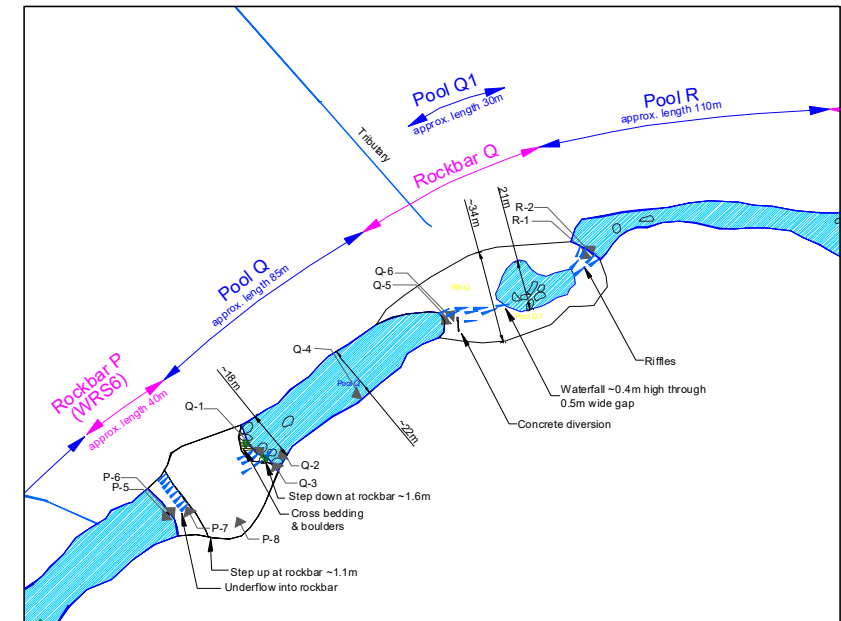 Pool Q1
approx. length 30m
Pool R
approx. length 110m
Tributary
Rockbar Q
Pool Q
approx. length 85m
Rockbar P
(WRS6)
approx. length 40m
~34m
21m
R-2
R-1
Q-6
Q-5
Pool Q1
Q-4
Pool Q
~18m
~22m
Q-1
Riffles
Waterfall ~0.4m high through
0.5m wide gap
Concrete diversion
Q-2
Q-3
Step down at rockbar ~1.6m
Cross bedding
& boulders
P-6
P-5
P-7
P-8
Step up at rockbar ~1.1m
Underflow into rockbar